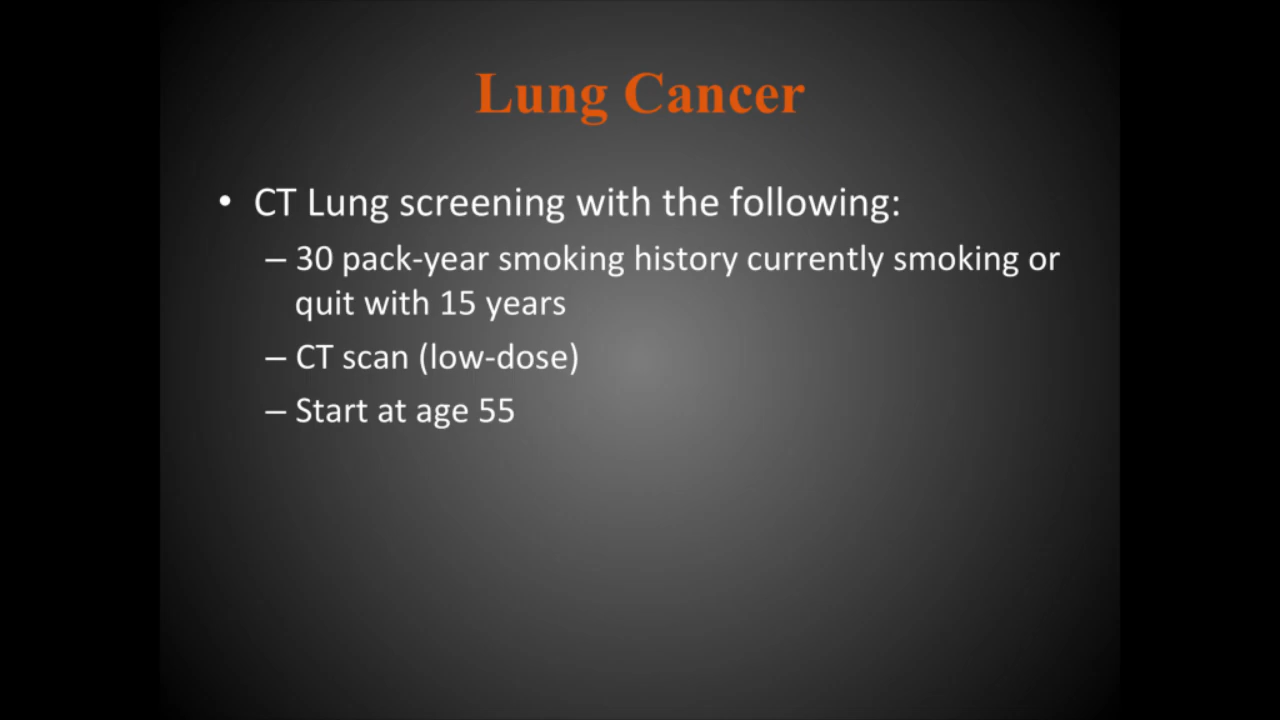 Lung Cancer
• CT Lung screening with the following:
– 30 pack-year smoking history currently smoking or
quit with 15 years
– CT scan (low-dose)
– Start at age 55